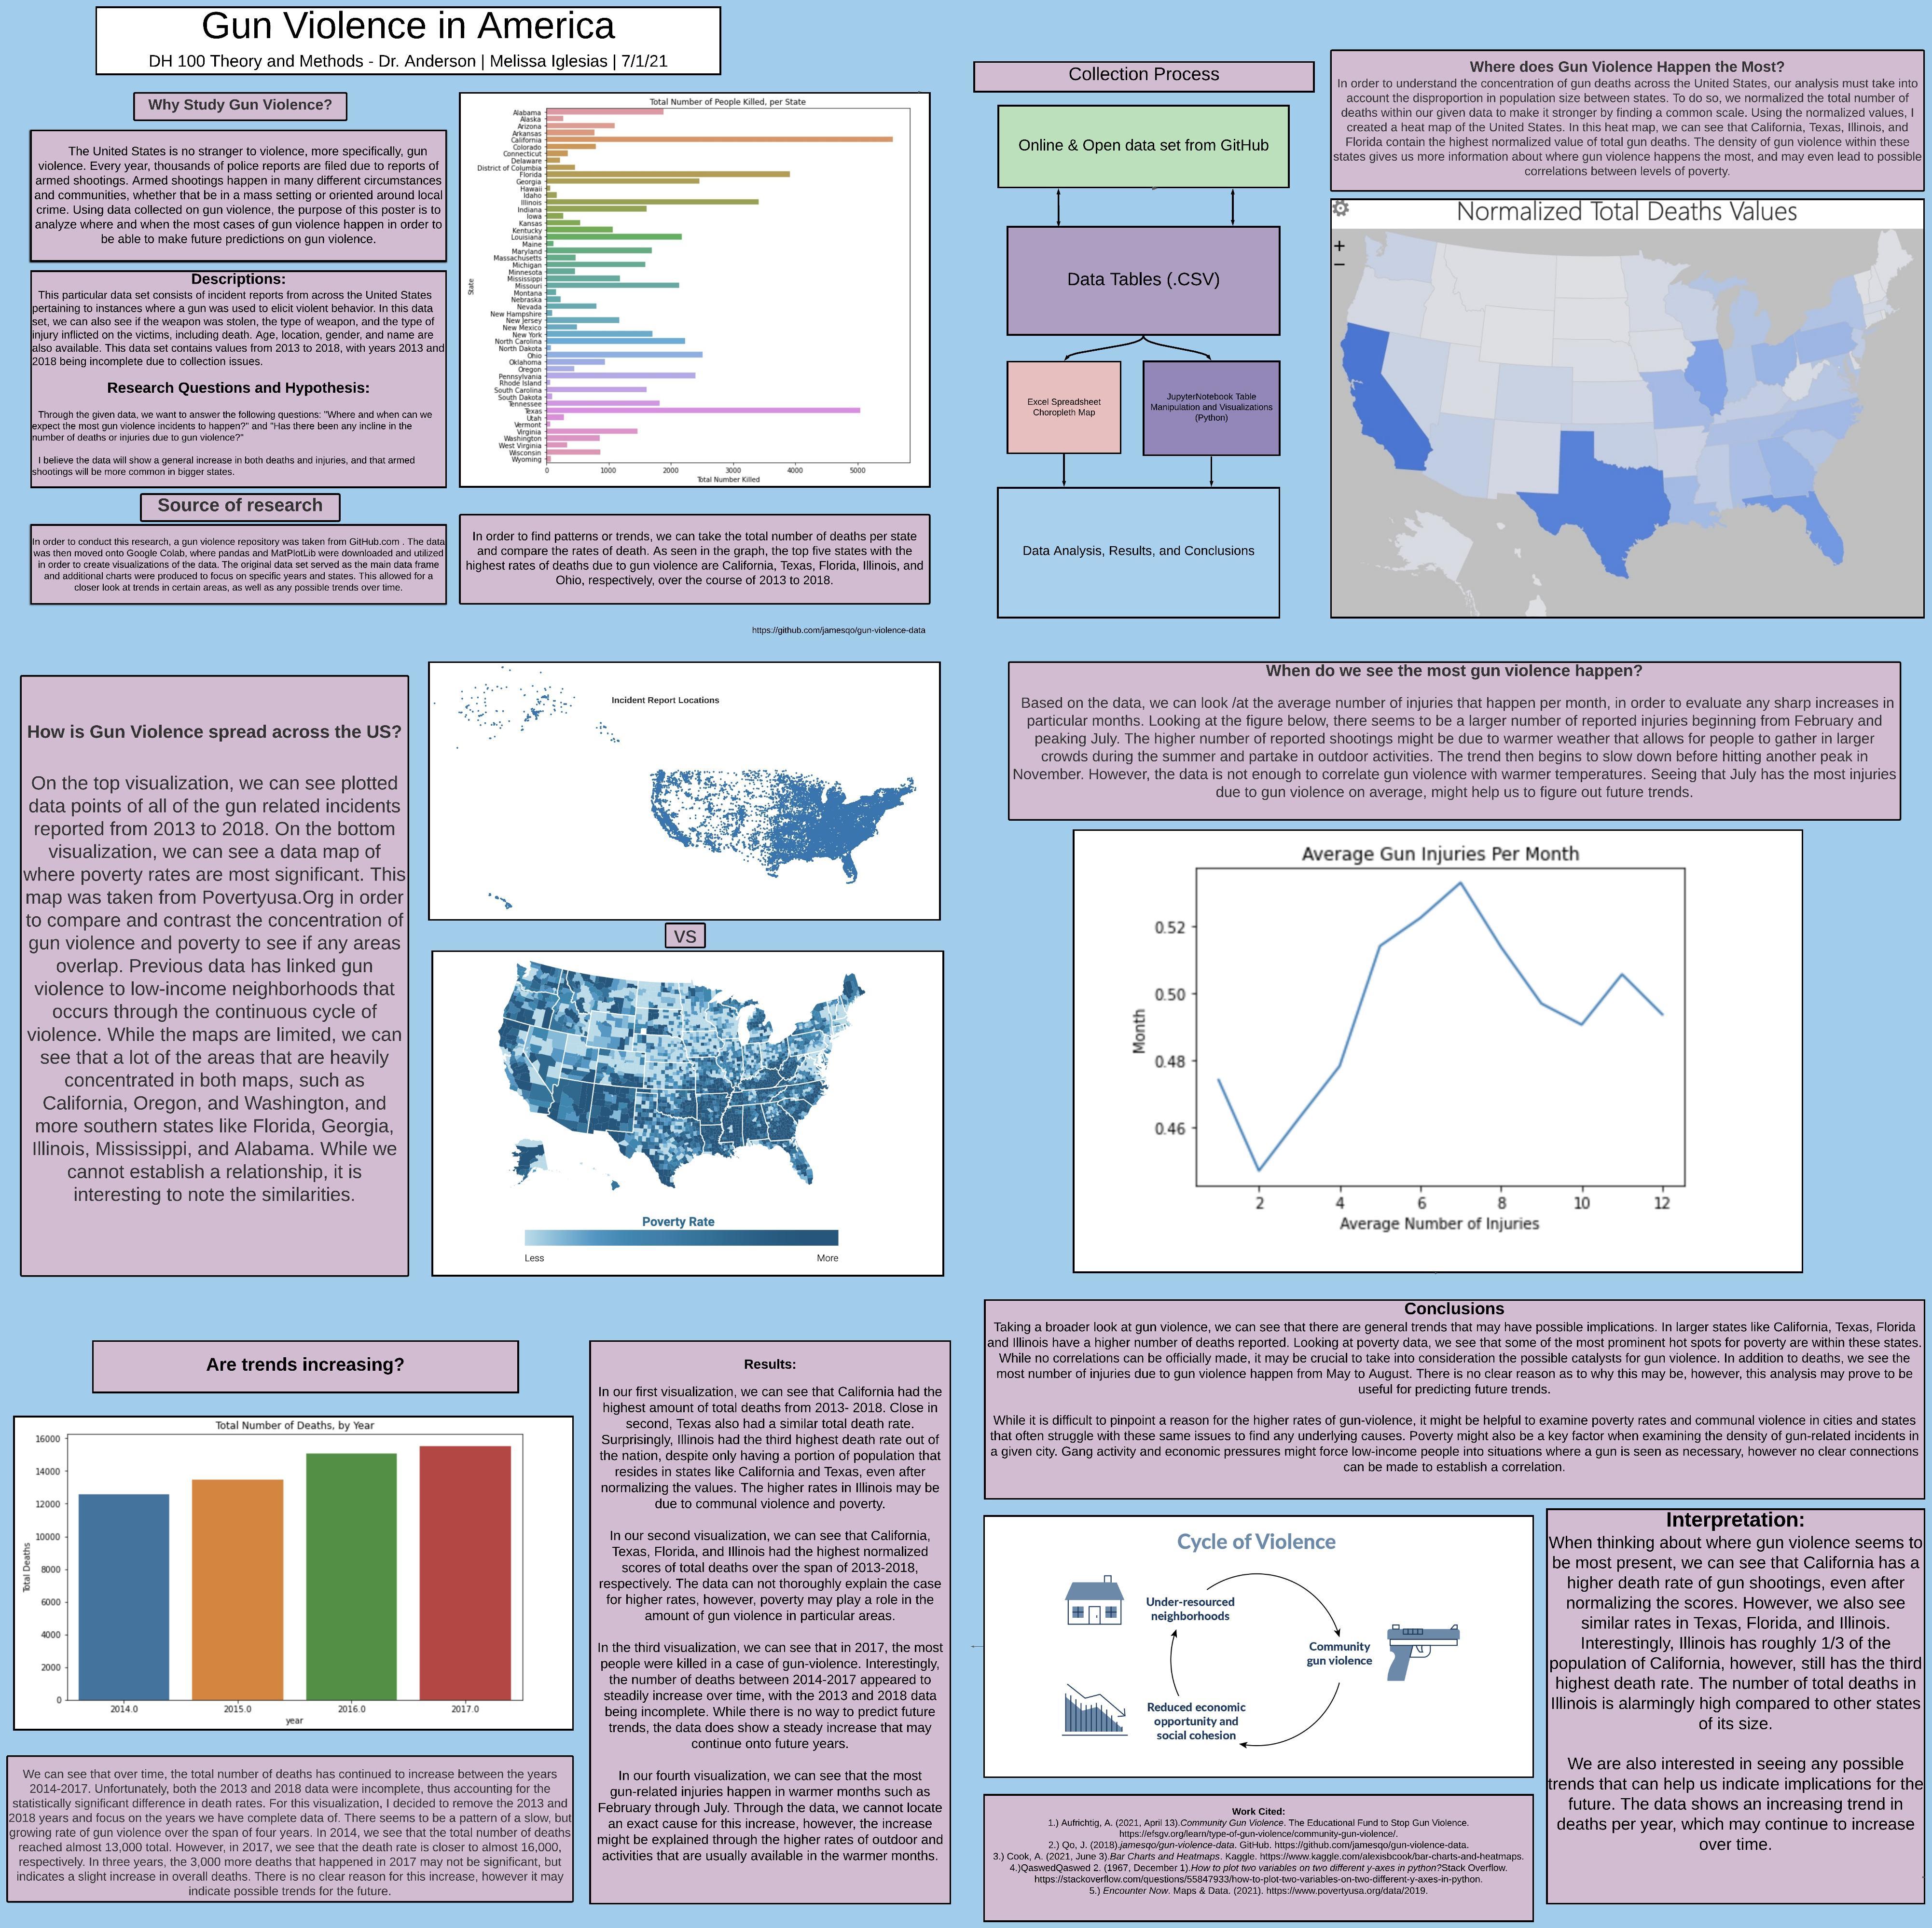 Gun Violence in America
DH 100 Theory and Methods - Dr. Anderson | Melissa Iglesias | 7/1/21
Why Study Gun Violence?
The United States is no stranger to violence, more specifically, gun
violence. Every year, thousands of police reports are filed due to reports of
armed shootings. Armed shootings happen in many different circumstances
and communities, whether that be in a mass setting or oriented around local
crime. Using data collected on gun violence, the purpose of this poster is to
analyze where and when the most cases of gun violence happen in order to
be able to make future predictions on gun violence.
Descriptions:
This particular data set consists of incident reports from across the United States
pertaining to instances where a gun was used to elicit violent behavior. In this data
set, we can also see if the weapon was stolen, the type of weapon, and the type of
injury inflicted on the victims, including death. Age, location, gender, and name are
also available. This data set contains values from 2013 to 2018, with years 2013 and
2018 being incomplete due to collection issues.
Research Questions and Hypothesis:
Through the given data, we want to answer the following questions: "Where and when can we
expect the most gun violence incidents to happen?" and "Has there been any incline in the
number of deaths or injuries due to gun violence?"
I believe the data will show a general increase in both deaths and injuries, and that armed
shootings will be more common in bigger states.
Source of research
In order to conduct this research, a gun violence repository was taken from GitHub.com . The data
was then moved onto Google Colab, where pandas and MatPlotLib were downloaded and utilized
in order to create visualizations of the data. The original data set served as the main data frame
and additional charts were produced to focus on specific years and states. This allowed for a
closer look at trends in certain areas, as well as any possible trends over time.
Total Number of People Killed, per State
State
Alabama
Alaska
Arizona
Arkansas
California
Colorado
Connecticut
Delaware
District of Columbia
Florida
Georgia
Hawaii
Idaho
Illinois
Indiana
Iowa
Kansas
Kentucky
Louisiana
Maine
Maryland
Massachusetts
Michigan
Minnesota
Mississippi
Missouri
Montana
Nebraska
Nevada
New Hampshire
New Jersey
New Mexico
New York
North Carolina
North Dakota
Ohio
Oklahoma
Oregon
Pennsylvania
Rhode Island
South Carolina
South Dakota
Tennessee
Texas
Utah
Vermont
Virginia
Washington
West Virginia
Wisconsin
Wyoming
0 1000 2000 3000 4000 5000
Total Number Killed
In order to find patterns or trends, we can take the total number of deaths per state
and compare the rates of death. As seen in the graph, the top five states with the
highest rates of deaths due to gun violence are California, Texas, Florida, Illinois, and
Ohio, respectively, over the course of 2013 to 2018.
https://github.com/jamesqo/gun-violence-data
Collection Process
Online & Open data set from GitHub
Data Tables (.CSV)
Excel Spreadsheet
Choropleth Map
JupyterNotebook Table
Manipulation and Visualizations
(Python)
Data Analysis, Results, and Conclusions
Where does Gun Violence Happen the Most?
In order to understand the concentration of gun deaths across the United States, our analysis must take into
account the disproportion in population size between states. To do so, we normalized the total number of
deaths within our given data to make it stronger by finding a common scale. Using the normalized values, I
created a heat map of the United States. In this heat map, we can see that California, Texas, Illinois, and
Florida contain the highest normalized value of total gun deaths. The density of gun violence within these
states gives us more information about where gun violence happens the most, and may even lead to possible
correlations between levels of poverty.
Normalized Total Deaths Values
+
−
How is Gun Violence spread across the US?
On the top visualization, we can see plotted
data points of all of the gun related incidents
reported from 2013 to 2018. On the bottom
visualization, we can see a data map of
where poverty rates are most significant. This
map was taken from Povertyusa.Org in order
to compare and contrast the concentration of
gun violence and poverty to see if any areas
overlap. Previous data has linked gun
violence to low-income neighborhoods that
occurs through the continuous cycle of
violence. While the maps are limited, we can
see that a lot of the areas that are heavily
concentrated in both maps, such as
California, Oregon, and Washington, and
more southern states like Florida, Georgia,
Illinois, Mississippi, and Alabama. While we
cannot establish a relationship, it is
interesting to note the similarities.
Incident Report Locations
VS
Poverty Rate
Less More
When do we see the most gun violence happen?
Based on the data, we can look /at the average number of injuries that happen per month, in order to evaluate any sharp increases in
particular months. Looking at the figure below, there seems to be a larger number of reported injuries beginning from February and
peaking July. The higher number of reported shootings might be due to warmer weather that allows for people to gather in larger
crowds during the summer and partake in outdoor activities. The trend then begins to slow down before hitting another peak in
November. However, the data is not enough to correlate gun violence with warmer temperatures. Seeing that July has the most injuries
due to gun violence on average, might help us to figure out future trends.
Average Gun Injuries Per Month
Month
0.52
0.50
0.48
0.46
2 4 6 8 10 12
Average Number of Injuries
Are trends increasing?
Total Number of Deaths, by Year
Total Deaths
16000
14000
12000
10000
8000
6000
4000
2000
0
2014.0 2015.0 2016.0 2017.0
year
We can see that over time, the total number of deaths has continued to increase between the years
2014-2017. Unfortunately, both the 2013 and 2018 data were incomplete, thus accounting for the
statistically significant difference in death rates. For this visualization, I decided to remove the 2013 and
2018 years and focus on the years we have complete data of. There seems to be a pattern of a slow, but
growing rate of gun violence over the span of four years. In 2014, we see that the total number of deaths
reached almost 13,000 total. However, in 2017, we see that the death rate is closer to almost 16,000,
respectively. In three years, the 3,000 more deaths that happened in 2017 may not be significant, but
indicates a slight increase in overall deaths. There is no clear reason for this increase, however it may
indicate possible trends for the future.
Results:
In our first visualization, we can see that California had the
highest amount of total deaths from 2013- 2018. Close in
second, Texas also had a similar total death rate.
Surprisingly, Illinois had the third highest death rate out of
the nation, despite only having a portion of population that
resides in states like California and Texas, even after
normalizing the values. The higher rates in Illinois may be
due to communal violence and poverty.
In our second visualization, we can see that California,
Texas, Florida, and Illinois had the highest normalized
scores of total deaths over the span of 2013-2018,
respectively. The data can not thoroughly explain the case
for higher rates, however, poverty may play a role in the
amount of gun violence in particular areas.
In the third visualization, we can see that in 2017, the most
people were killed in a case of gun-violence. Interestingly,
the number of deaths between 2014-2017 appeared to
steadily increase over time, with the 2013 and 2018 data
being incomplete. While there is no way to predict future
trends, the data does show a steady increase that may
continue onto future years.
In our fourth visualization, we can see that the most
gun-related injuries happen in warmer months such as
February through July. Through the data, we cannot locate
an exact cause for this increase, however, the increase
might be explained through the higher rates of outdoor and
activities that are usually available in the warmer months.
Conclusions
Taking a broader look at gun violence, we can see that there are general trends that may have possible implications. In larger states like California, Texas, Florida
and Illinois have a higher number of deaths reported. Looking at poverty data, we see that some of the most prominent hot spots for poverty are within these states.
While no correlations can be officially made, it may be crucial to take into consideration the possible catalysts for gun violence. In addition to deaths, we see the
most number of injuries due to gun violence happen from May to August. There is no clear reason as to why this may be, however, this analysis may prove to be
useful for predicting future trends.
While it is difficult to pinpoint a reason for the higher rates of gun-violence, it might be helpful to examine poverty rates and communal violence in cities and states
that often struggle with these same issues to find any underlying causes. Poverty might also be a key factor when examining the density of gun-related incidents in
a given city. Gang activity and economic pressures might force low-income people into situations where a gun is seen as necessary, however no clear connections
can be made to establish a correlation.
Cycle of Violence
Under-resourced
neighborhoods
Community
gun violence
Reduced economic
opportunity and
social cohesion
Work Cited:
1.) Aufrichtig, A. (2021, April 13).Community Gun Violence. The Educational Fund to Stop Gun Violence.
https://efsgv.org/learn/type-of-gun-violence/community-gun-violence/.
2.) Qo, J. (2018).jamesqo/gun-violence-data. GitHub. https://github.com/jamesqo/gun-violence-data.
3.) Cook, A. (2021, June 3).Bar Charts and Heatmaps. Kaggle. https://www.kaggle.com/alexisbcook/bar-charts-and-heatmaps.
4.)QaswedQaswed 2. (1967, December 1).How to plot two variables on two different y-axes in python?Stack Overflow.
https://stackoverflow.com/questions/55847933/how-to-plot-two-variables-on-two-different-y-axes-in-python.
5.) Encounter Now. Maps & Data. (2021). https://www.povertyusa.org/data/2019.
Interpretation:
When thinking about where gun violence seems to
be most present, we can see that California has a
higher death rate of gun shootings, even after
normalizing the scores. However, we also see
similar rates in Texas, Florida, and Illinois.
Interestingly, Illinois has roughly 1/3 of the
population of California, however, still has the third
highest death rate. The number of total deaths in
Illinois is alarmingly high compared to other states
of its size.
We are also interested in seeing any possible
trends that can help us indicate implications for the
future. The data shows an increasing trend in
deaths per year, which may continue to increase
over time.